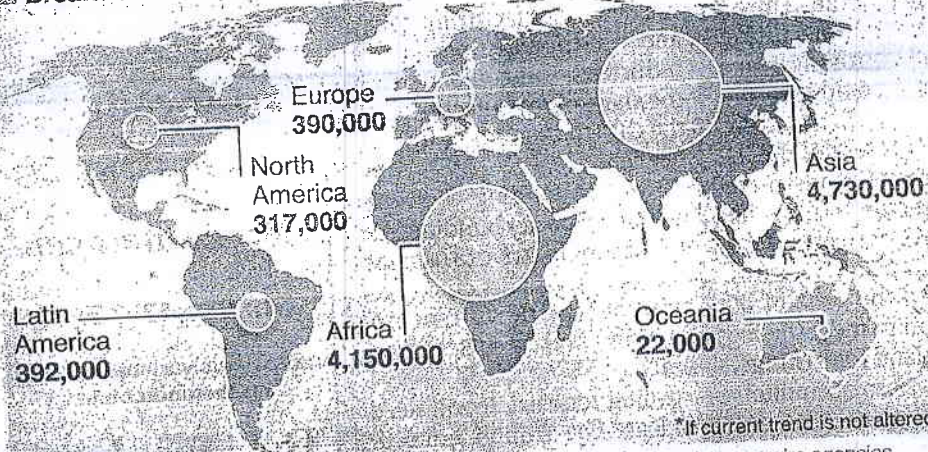 Europe
390,000
North
America
317,000
Asia
4,730,000
Latin
America
392,000
Africa
4,150,000
Oceania
22,000
*If current trend is not altered
agencies